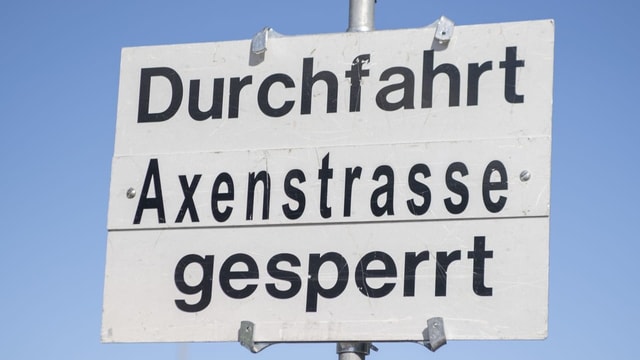 Durchfahrt
Axenstrasse
gesperrt